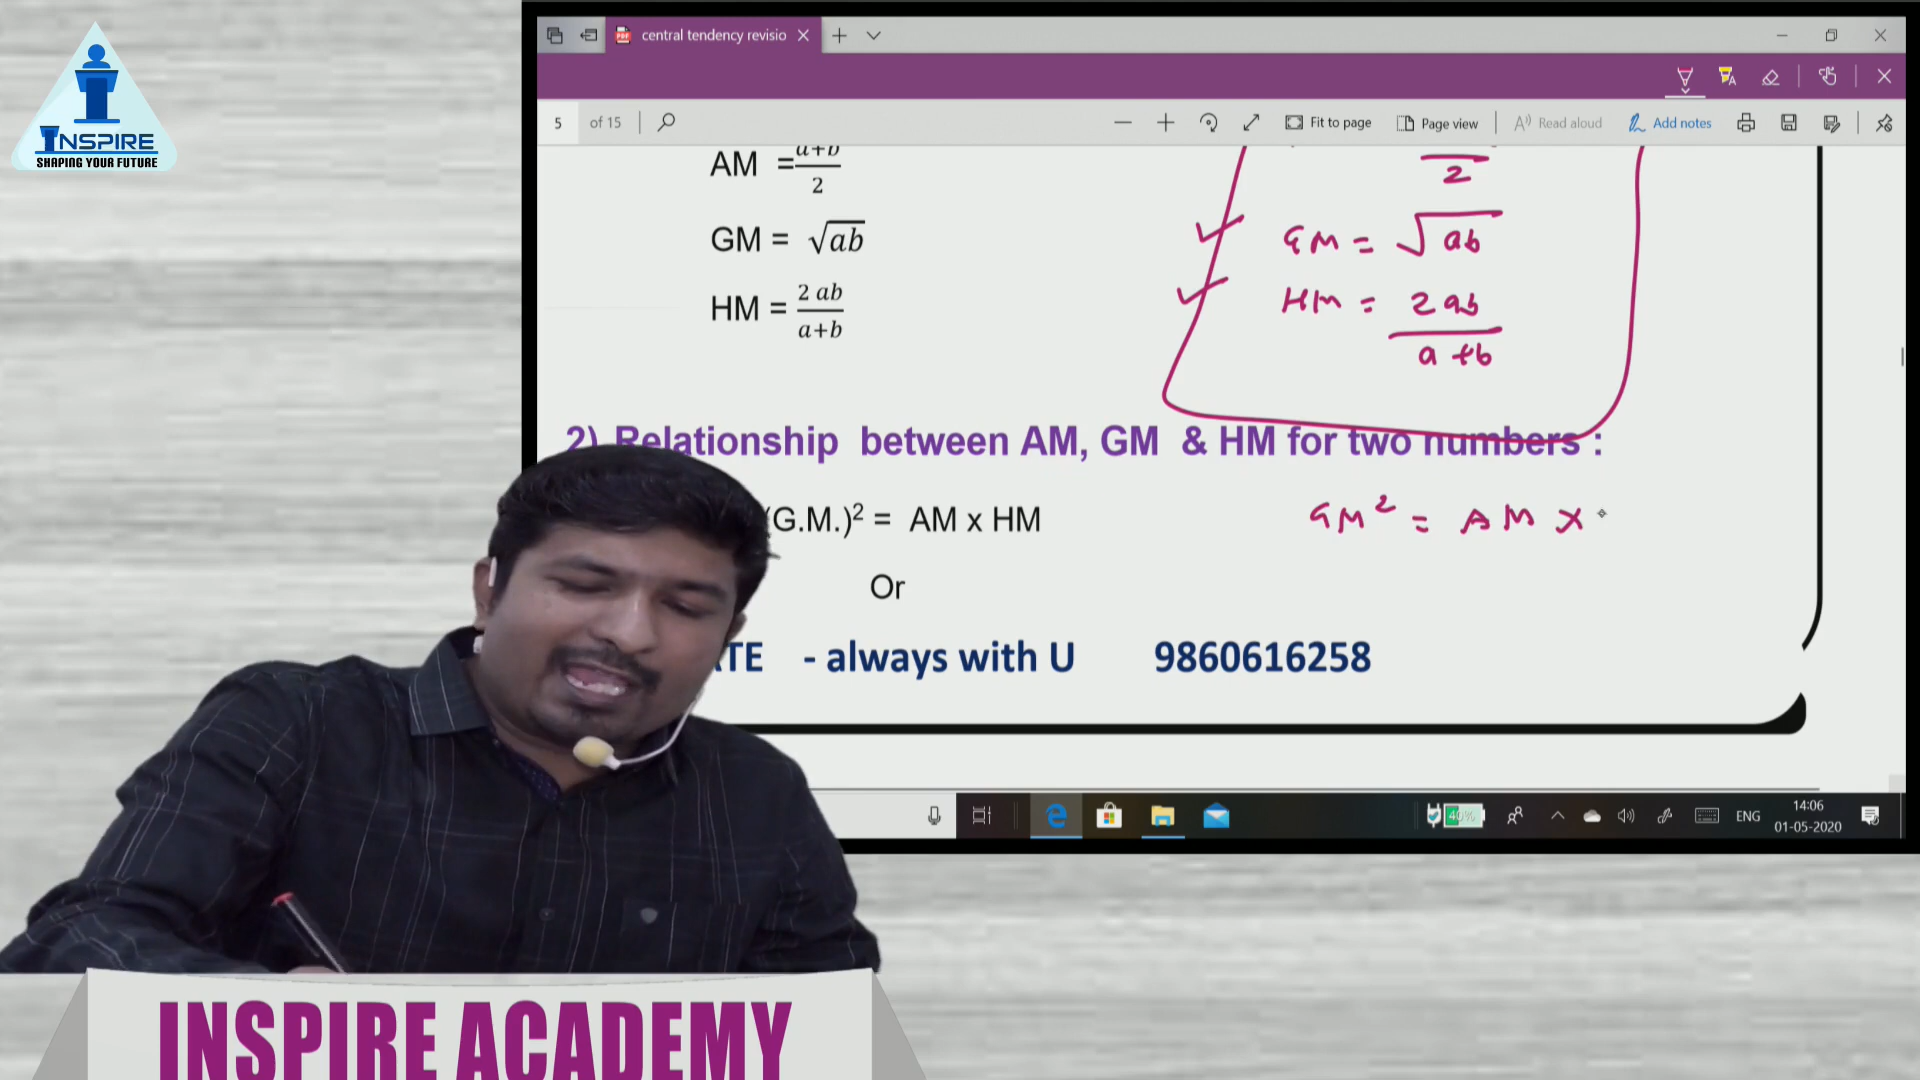 INSPIRE
SHAPING YOUR FUTURE
central tendency revisio
5 of 15
Fit to page
Page view
Read aloud
Add notes
AM = a+b
2
2
GM = √ab
GM = √ab
HM = 2 ab
a+b
HM = 2ab
a+b
2) Relationship between AM, GM & HM for two numbers :
(G.M.)² = AM x HM
GM² = AM X
Or
ATE - always with U 9860616258
40%
ENG
14:06
01-05-2020
INSPIRE ACADEMY